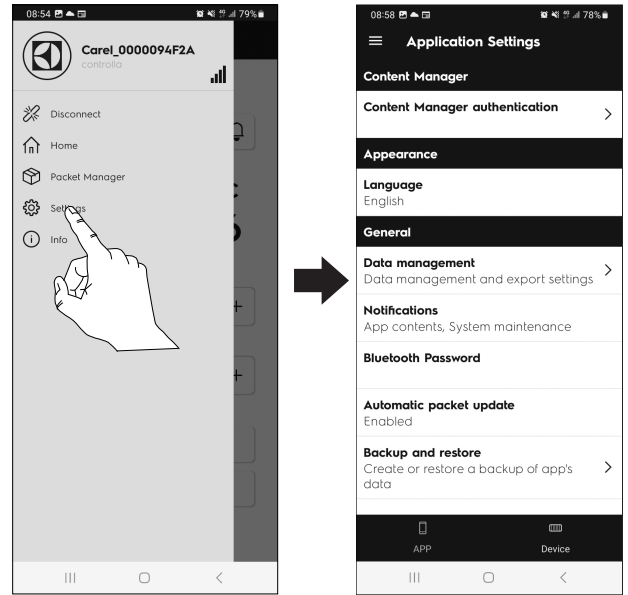 08:54
79%
Carel_0000094F2A
controlla
Disconnect
Home
Packet Manager
Settings
Info
08:58
78%
Application Settings
Content Manager
Content Manager authentication
Appearance
Language
English
General
Data management
Data management and export settings
Notifications
App contents, System maintenance
Bluetooth Password
Automatic packet update
Enabled
Backup and restore
Create or restore a backup of app's
data
APP
Device